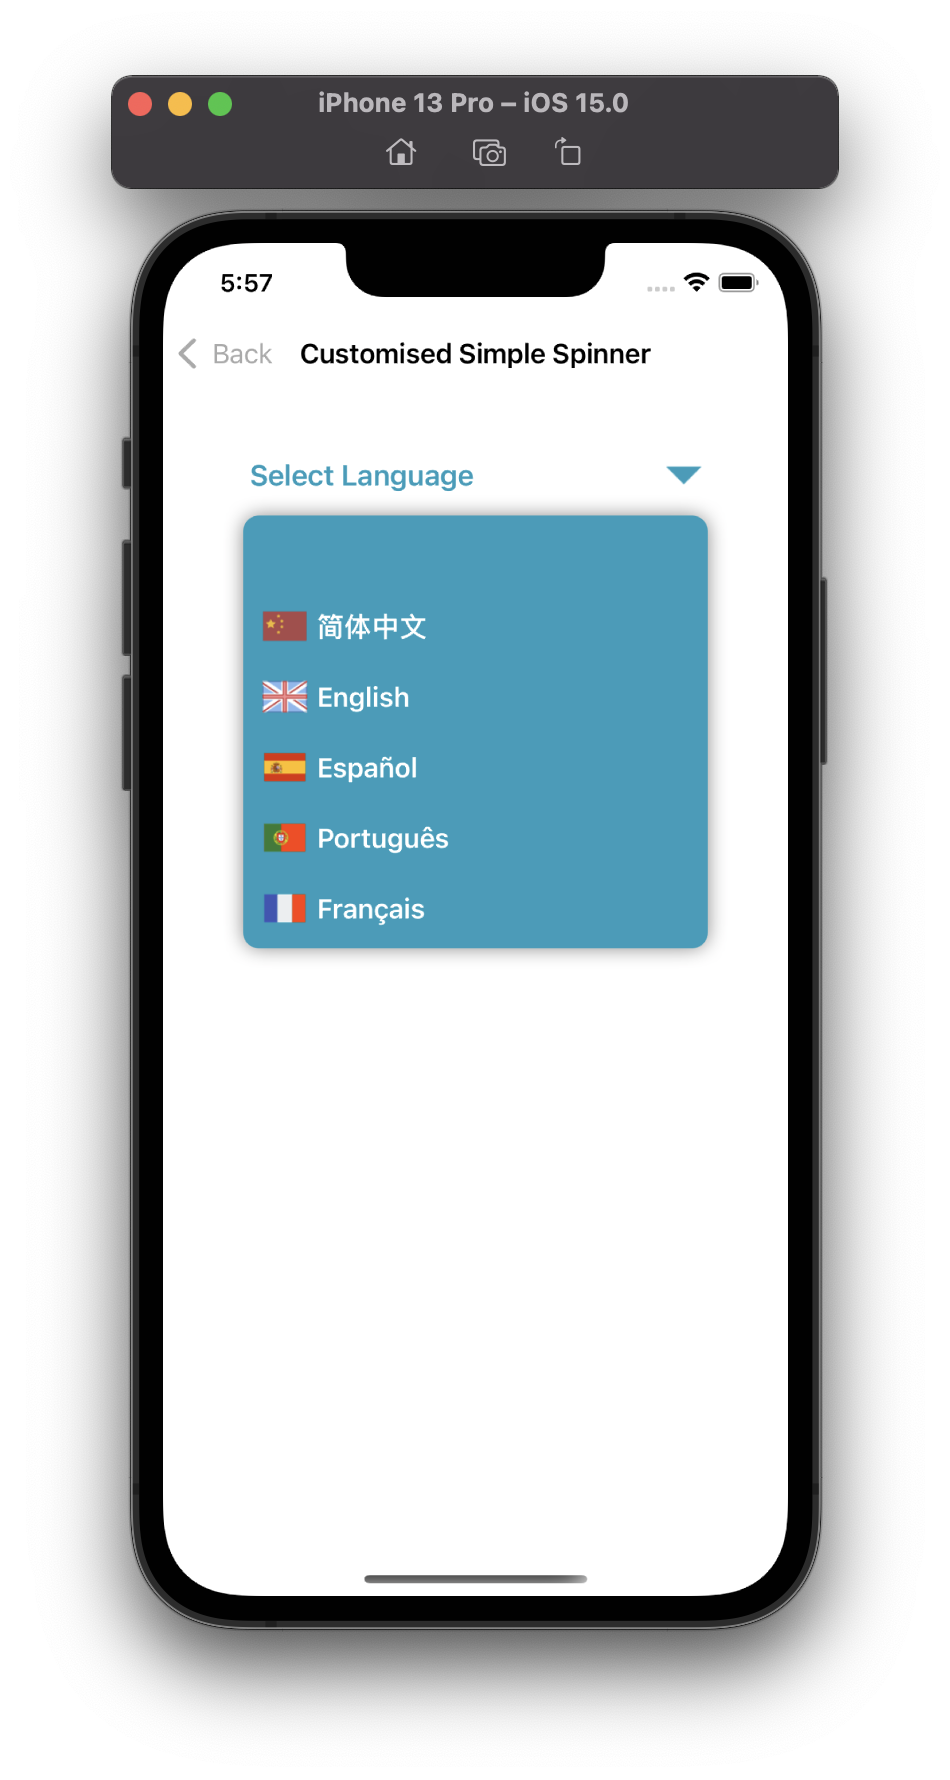 iPhone 13 Pro – iOS 15.0
5:57
Back
Customised Simple Spinner
Select Language
简体中文
English
Español
Português
Français